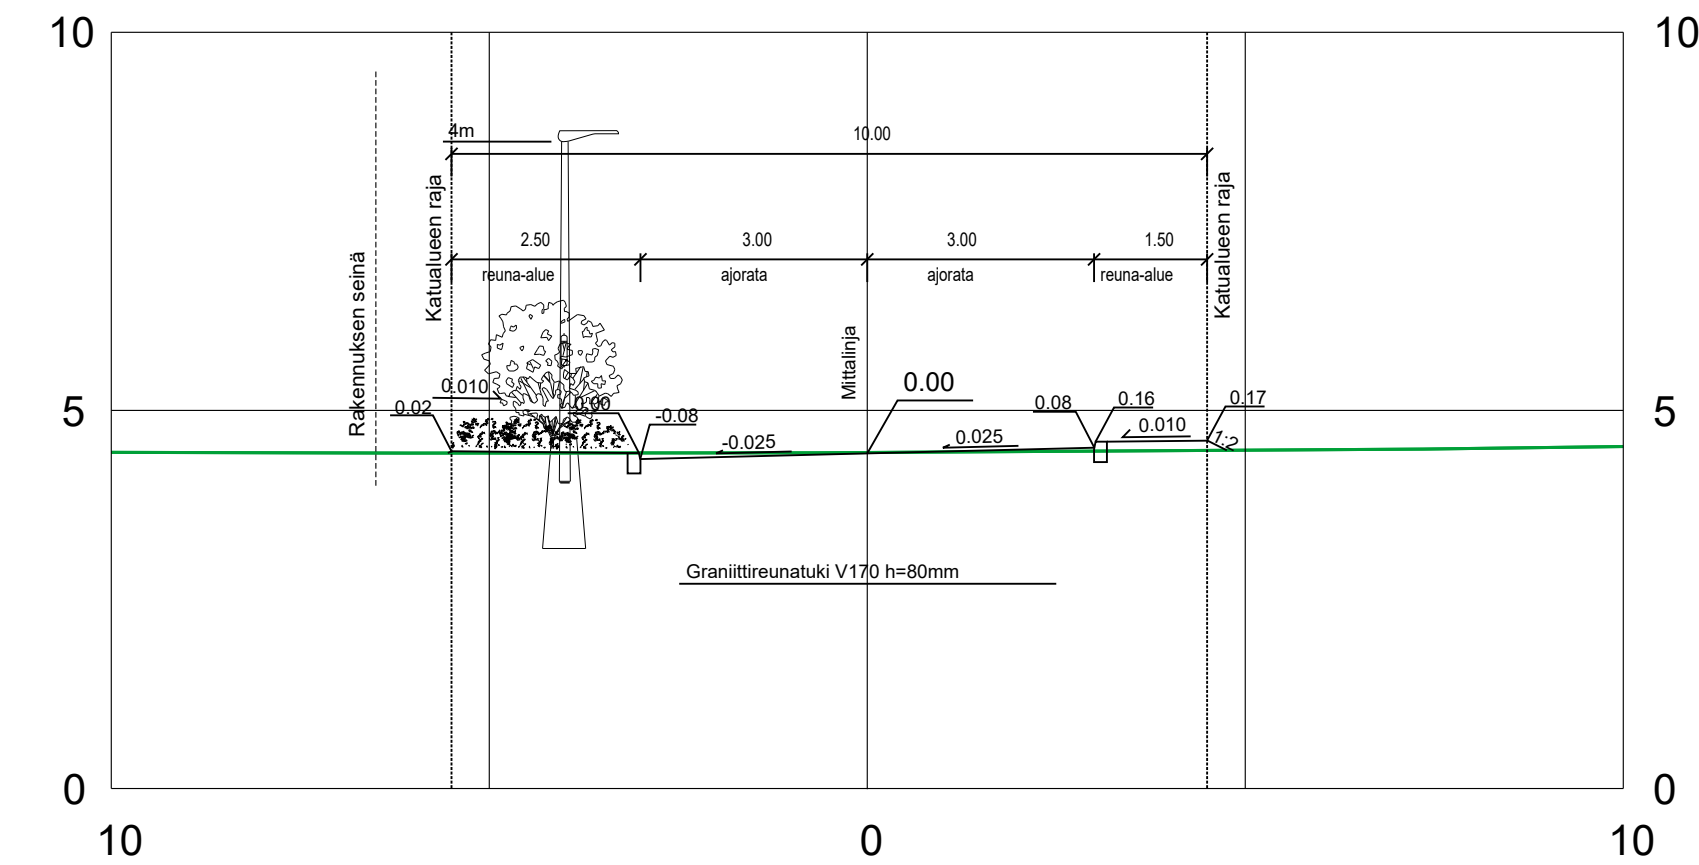 10
10
4m
10.00
Katualueen raja
Katualueen raja
2.50
3.00
3.00
1.50
reuna-alue
ajorata
ajorata
reuna-alue
Rakennuksen seinä
Mittalinja
0.010
0.00
0.02
0.00
-0.08
0.08
0.16
0.17
5
5
-0.025
0.025
0.010
1:2
Graniittireunatuki V170 h=80mm
0
0
10
0
10